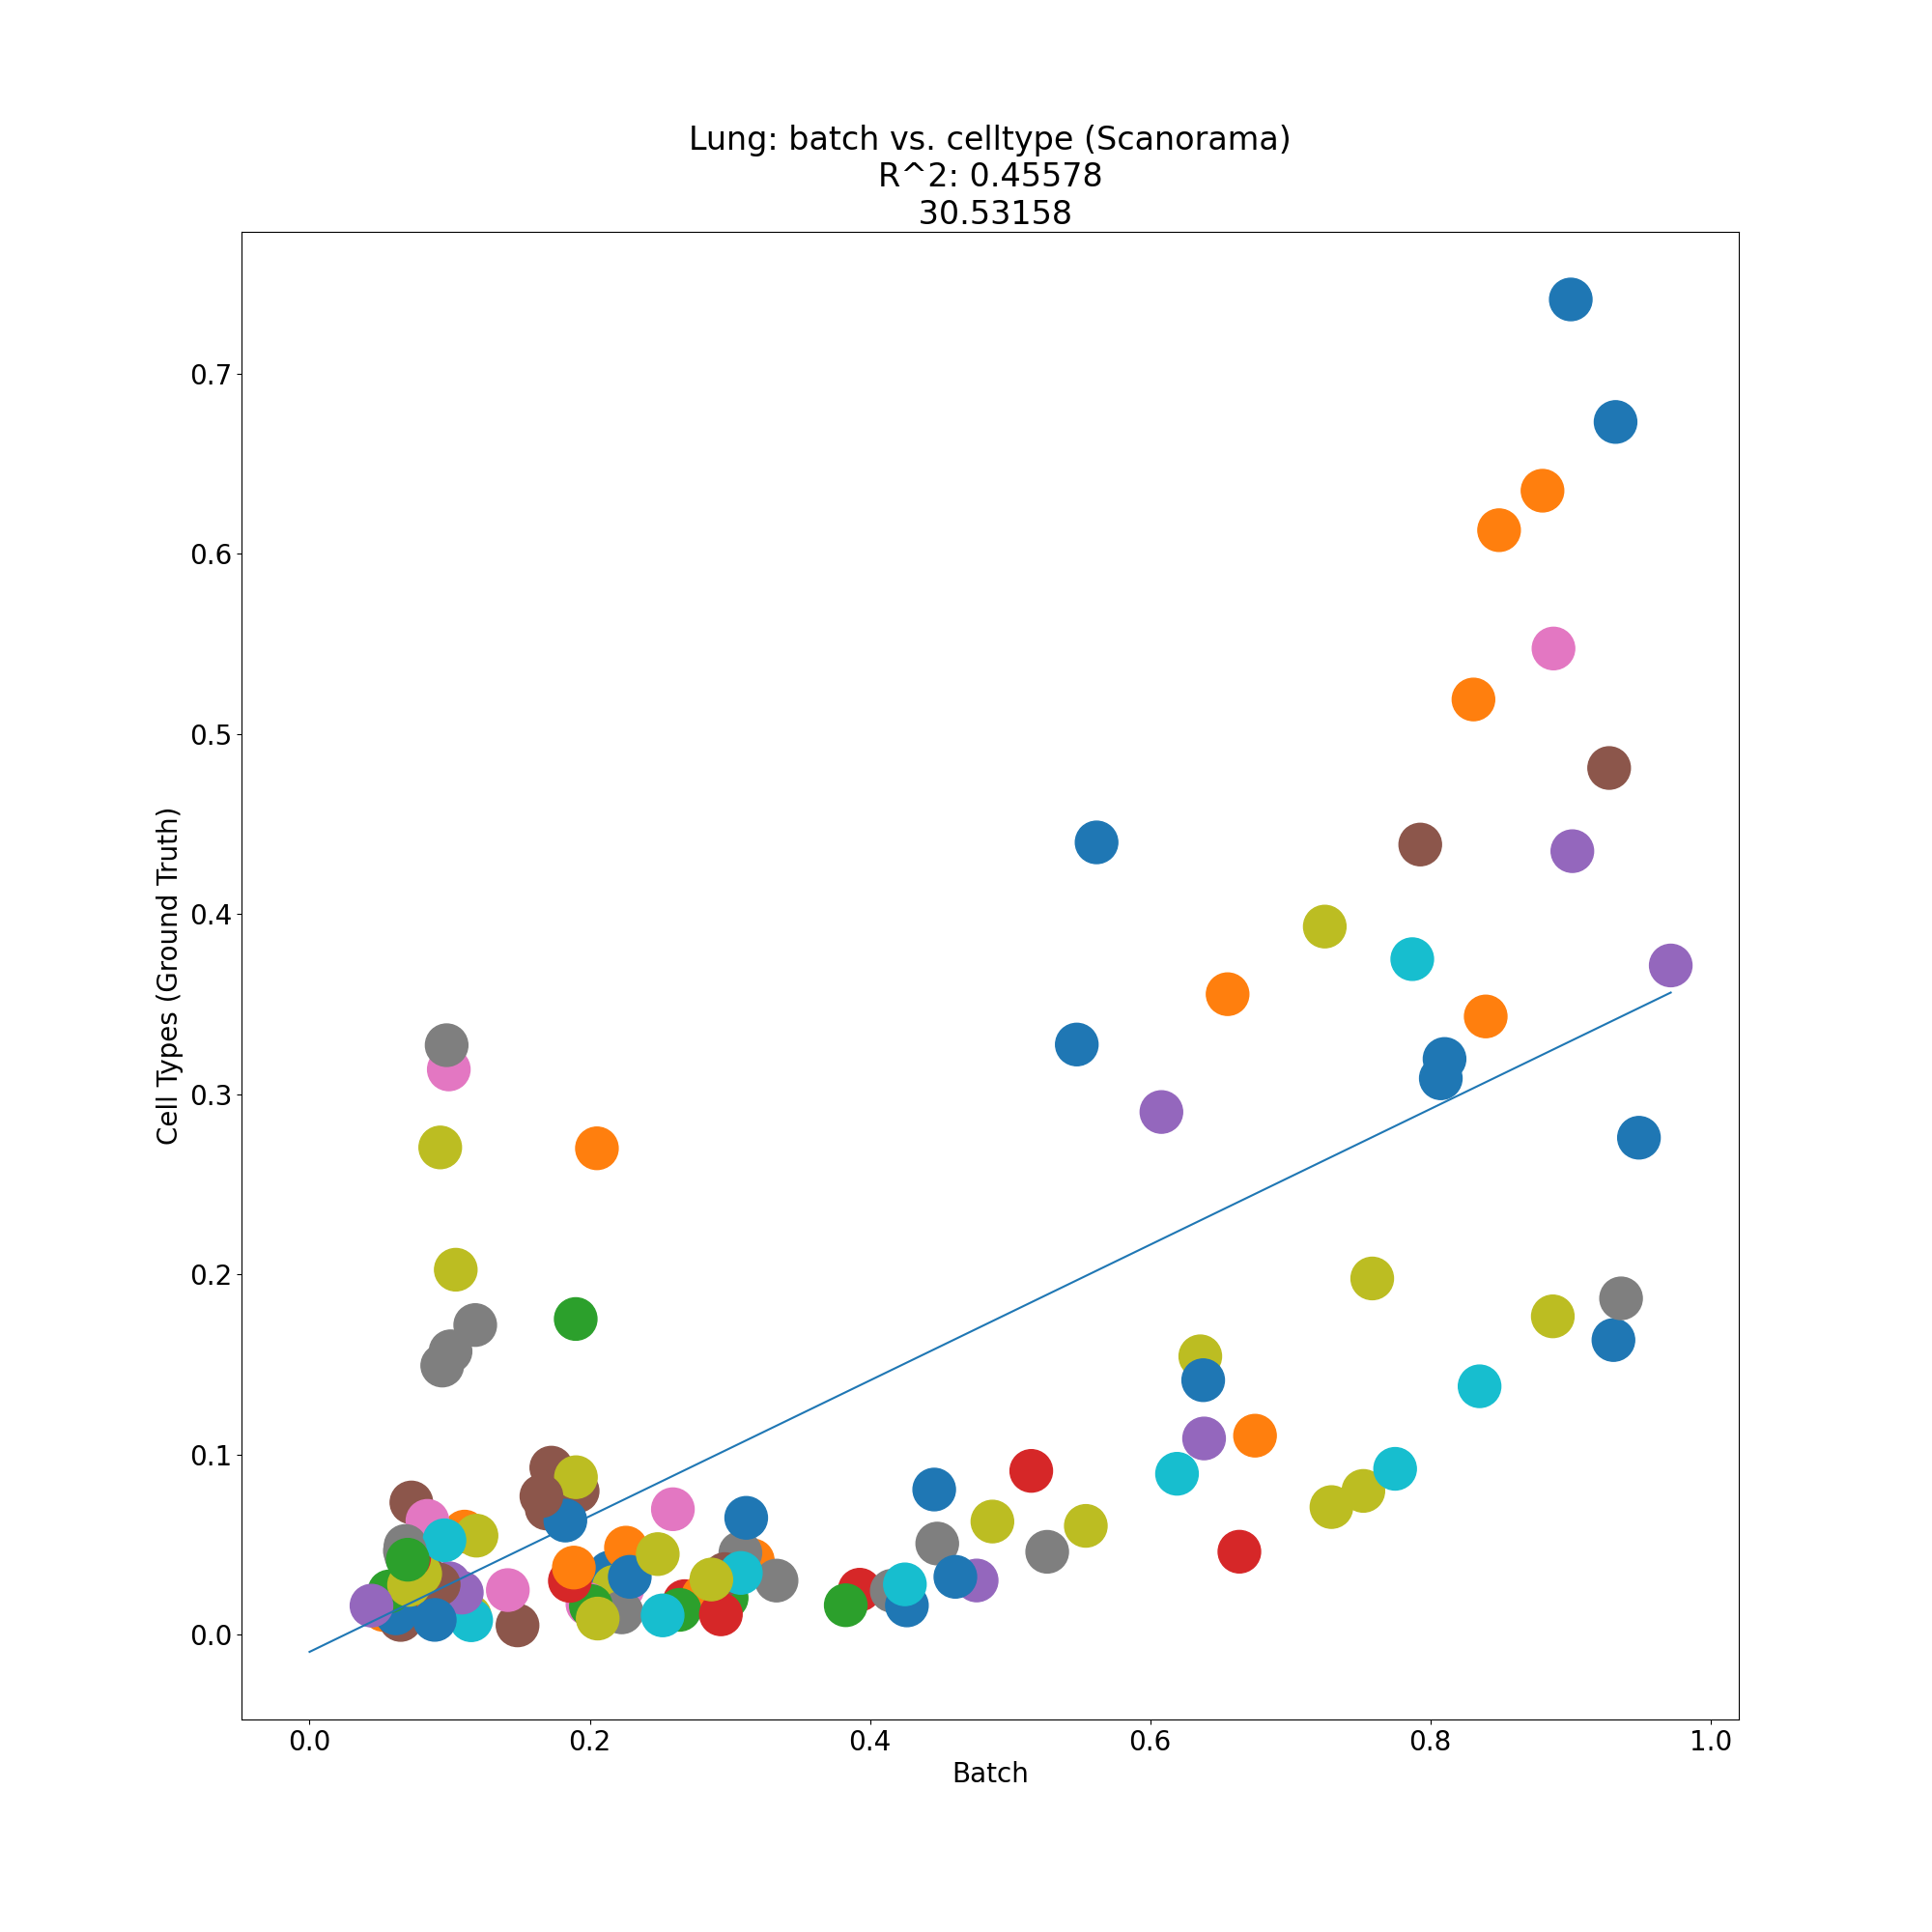 Lung: batch vs. celltype (Scanorama)
R^2: 0.45578
30.53158
Cell Types (Ground Truth)
0.7
0.6
0.5
0.4
0.3
0.2
0.1
0.0
0.0 0.2 0.4 0.6 0.8 1.0
Batch